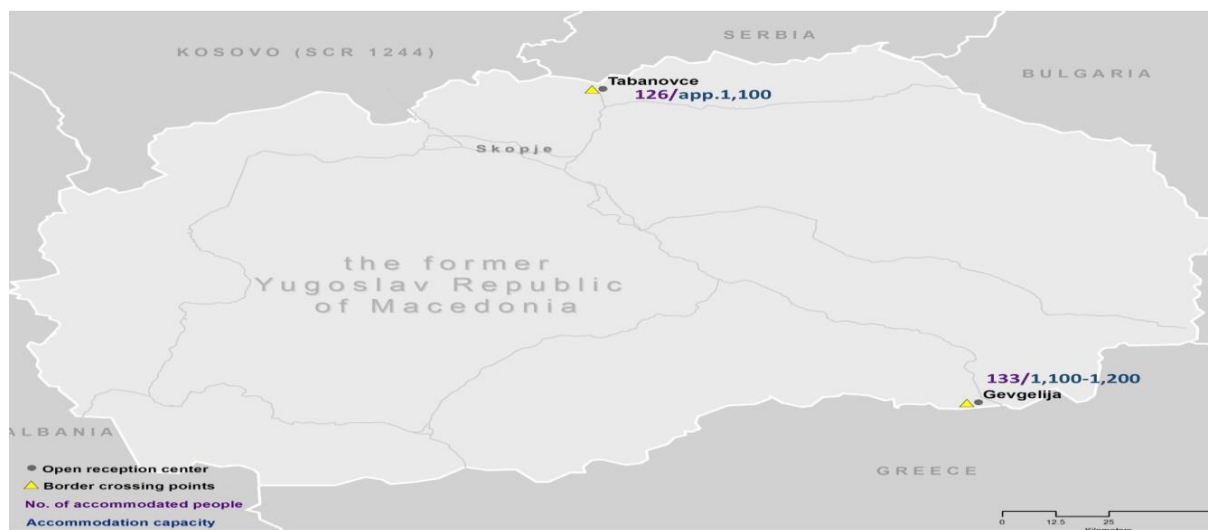 SERBIA
KOSOVO (SCR 1244)
BULGARIA
Tabanovce
126/app.1,100
Skopje
the former
Yugoslav Republic
of Macedonia
133/1,100-1,200
Gevgelija
ALBANIA
GREECE
Open reception center
Border crossing points
No. of accommodated people
Accommodation capacity
0 12.5 25
Kilometers